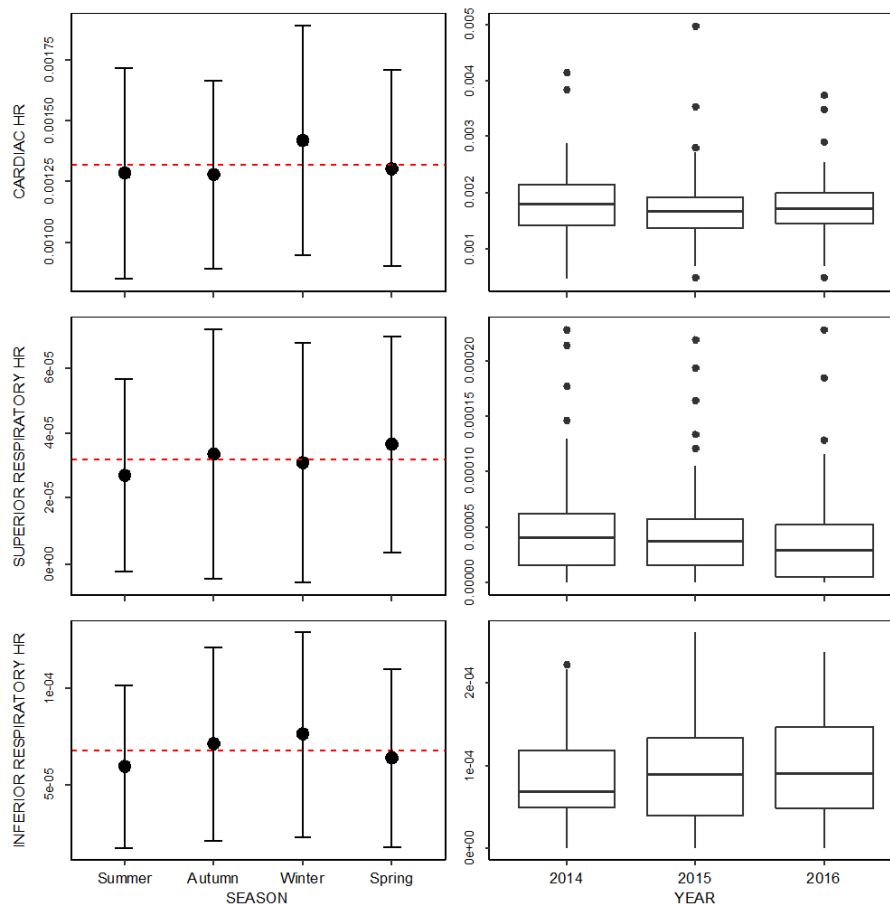 CARDIAC HR
0.00175
0.00150
0.00125
0.00100
0.005
0.004
0.003
0.002
0.001
SUPERIOR RESPIRATORY HR
6e-05
4e-05
2e-05
0e+00
0.00020
0.00015
0.00010
0.00005
0.00000
INFERIOR RESPIRATORY HR
1e-04
5e-05
2e-04
1e-04
0e+00
Summer Autumn Winter Spring
SEASON
2014 2015 2016
YEAR